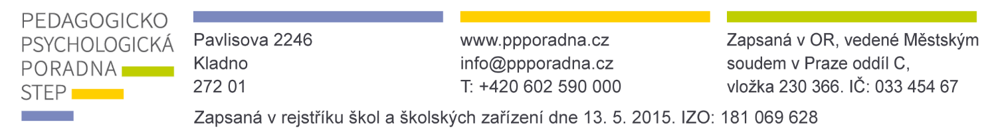 PEDAGOGICKO
PSYCHOLOGICKÁ
PORADNA
STEP
Pavlisova 2246
Kladno
272 01
www.ppporadna.cz
info@ppporadna.cz
T: +420 602 590 000
Zapsaná v OR, vedené Městským
soudem v Praze oddíl C,
vložka 230 366. IČ: 033 454 67
Zapsaná v rejstříku škol a školských zařízení dne 13. 5. 2015. IZO: 181 069 628